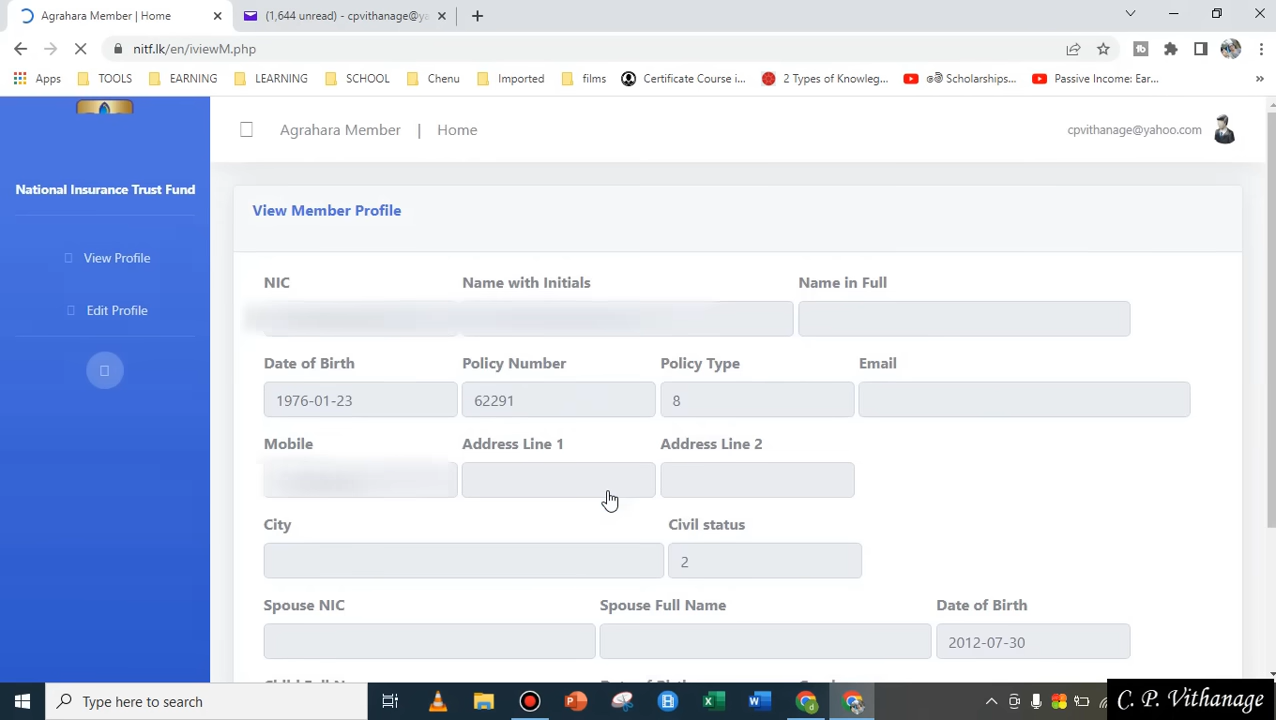 Agrahara Member | Home
(1,644 unread) - cpvithanage@ya
nitf.lk/en/iviewM.php
Apps
TOOLS
EARNING
LEARNING
SCHOOL
Chenu
Imported
films
Certificate Course i...
2 Types of Knowleg...
Scholarships...
Passive Income: Ear...
»
Agrahara Member | Home
cpvithanage@yahoo.com
National Insurance Trust Fund
View Profile
Edit Profile
View Member Profile
NIC Name with Initials Name in Full
Date of Birth Policy Number Policy Type Email
1976-01-23 62291 8
Mobile Address Line 1 Address Line 2
City Civil status
2
Spouse NIC Spouse Full Name Date of Birth
2012-07-30
Type here to search
C. P. Vithanage